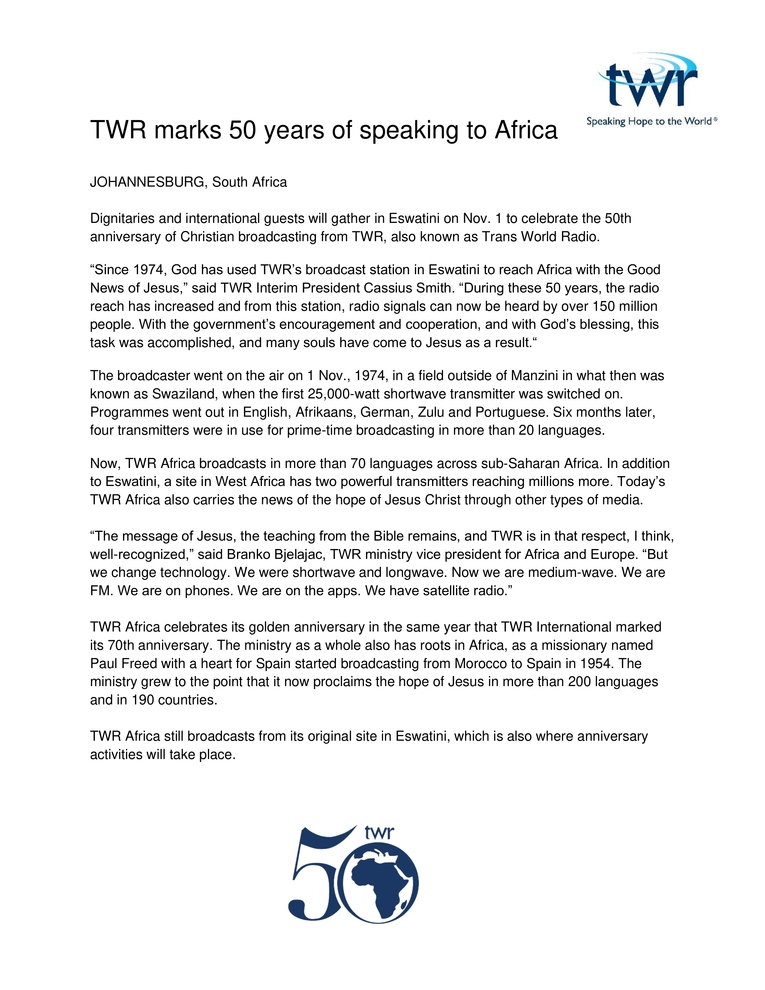 twr
Speaking Hope to the World®
TWR marks 50 years of speaking to Africa
JOHANNESBURG, South Africa
Dignitaries and international guests will gather in Eswatini on Nov. 1 to celebrate the 50th
anniversary of Christian broadcasting from TWR, also known as Trans World Radio.
“Since 1974, God has used TWR’s broadcast station in Eswatini to reach Africa with the Good
News of Jesus,” said TWR Interim President Cassius Smith. “During these 50 years, the radio
reach has increased and from this station, radio signals can now be heard by over 150 million
people. With the government’s encouragement and cooperation, and with God’s blessing, this
task was accomplished, and many souls have come to Jesus as a result.“
The broadcaster went on the air on 1 Nov., 1974, in a field outside of Manzini in what then was
known as Swaziland, when the first 25,000-watt shortwave transmitter was switched on.
Programmes went out in English, Afrikaans, German, Zulu and Portuguese. Six months later,
four transmitters were in use for prime-time broadcasting in more than 20 languages.
Now, TWR Africa broadcasts in more than 70 languages across sub-Saharan Africa. In addition
to Eswatini, a site in West Africa has two powerful transmitters reaching millions more. Today’s
TWR Africa also carries the news of the hope of Jesus Christ through other types of media.
“The message of Jesus, the teaching from the Bible remains, and TWR is in that respect, I think,
well-recognized,” said Branko Bjelajac, TWR ministry vice president for Africa and Europe. “But
we change technology. We were shortwave and longwave. Now we are medium-wave. We are
FM. We are on phones. We are on the apps. We have satellite radio.”
TWR Africa celebrates its golden anniversary in the same year that TWR International marked
its 70th anniversary. The ministry as a whole also has roots in Africa, as a missionary named
Paul Freed with a heart for Spain started broadcasting from Morocco to Spain in 1954. The
ministry grew to the point that it now proclaims the hope of Jesus in more than 200 languages
and in 190 countries.
TWR Africa still broadcasts from its original site in Eswatini, which is also where anniversary
activities will take place.
twr
50